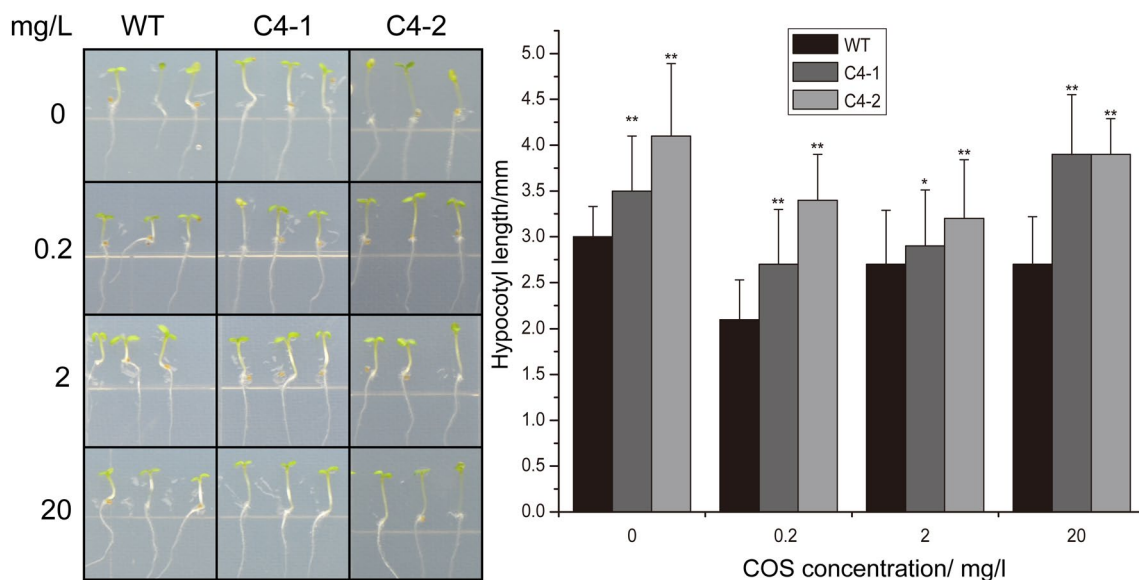 mg/L WT C4-1 C4-2
0
0.2
2
20
WT
C4-1
C4-2
Hypocotyl length/mm
5.0
4.5
4.0
3.5
3.0
2.5
2.0
1.5
1.0
0.5
0.0
** **
** **
* **
** **
0 0.2 2 20
COS concentration/ mg/l